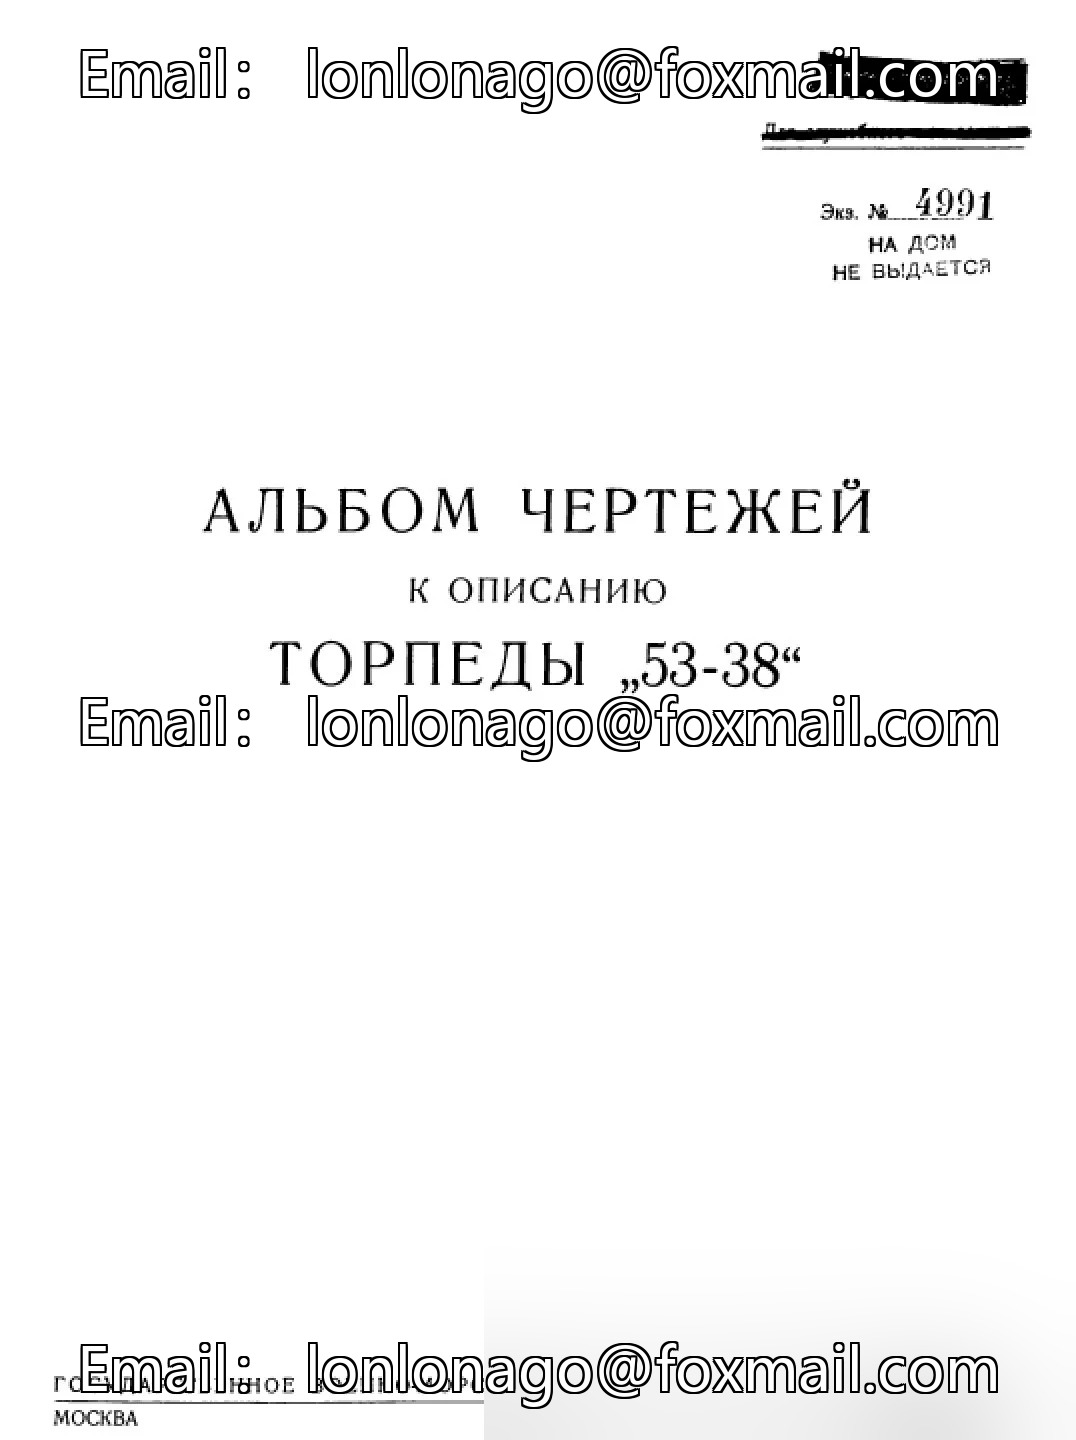 Email: lonlonago@foxmail.com
Экз. № 4991
НА ДОМ
НЕ ВЫДАЕТСЯ
АЛЬБОМ ЧЕРТЕЖЕЙ
К ОПИСАНИЮ
ТОРПЕДЫ „53-38“
Email: lonlonago@foxmail.com
Email: lonlonago@foxmail.com
МОСКВА